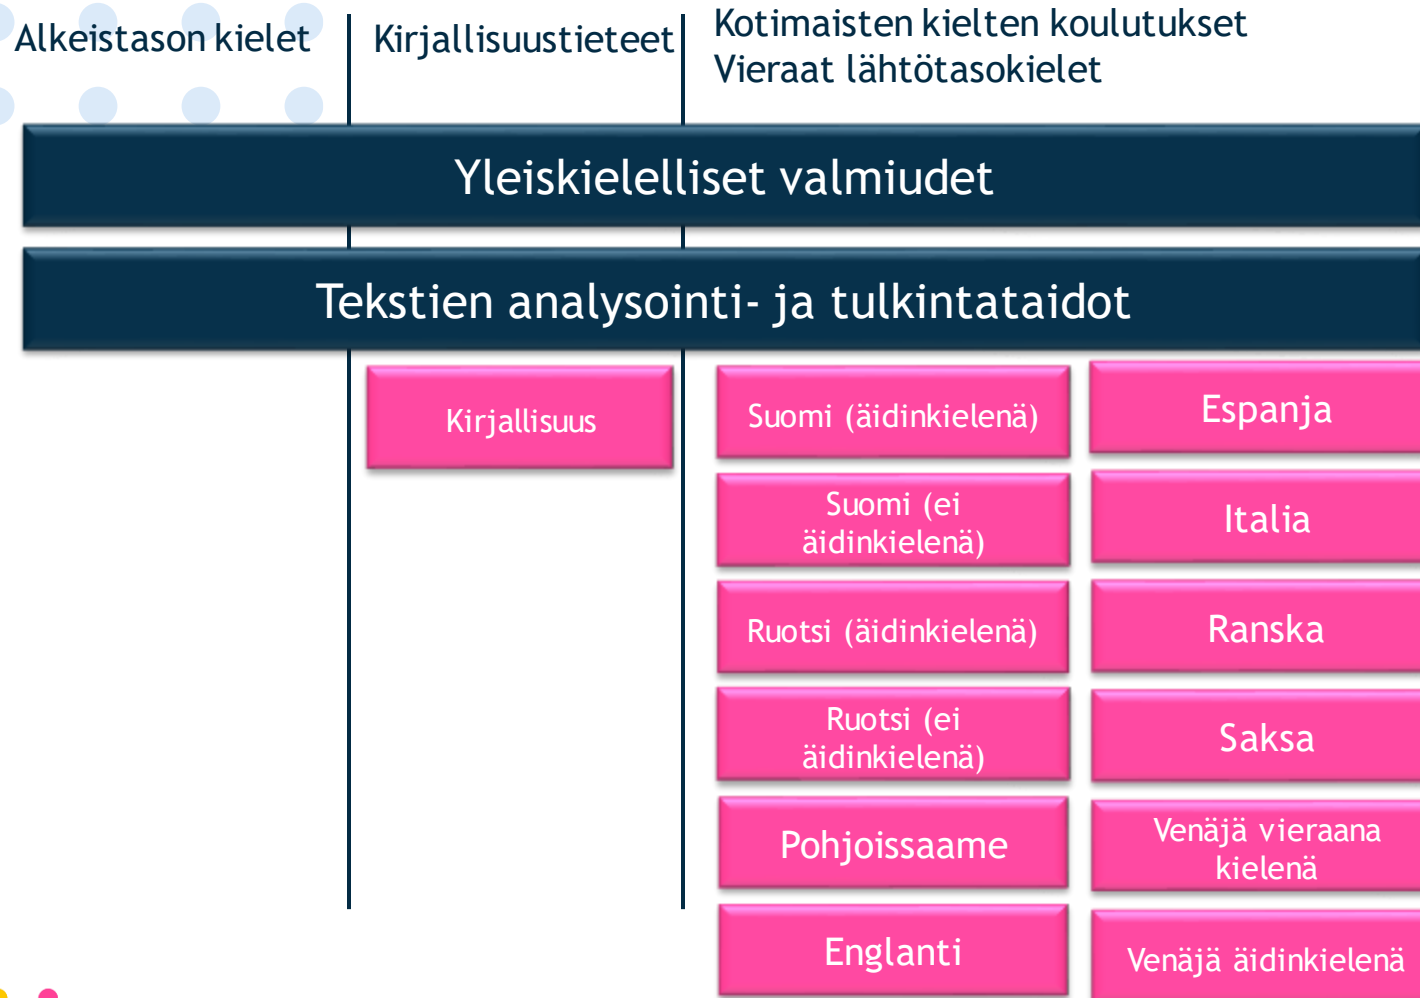 Alkeistason kielet
Kirjallisuustieteet
Kotimaisten kielten koulutukset
Vieraat lähtötasokielet
Yleiskielelliset valmiudet
Tekstien analysointi- ja tulkintataidot
Kirjallisuus
Suomi (äidinkielenä)
Suomi (ei
äidinkielenä)
Ruotsi (äidinkielenä)
Ruotsi (ei
äidinkielenä)
Pohjoissaame
Englanti
Espanja
Italia
Ranska
Saksa
Venäjä vieraana
kielenä
Venäjä äidinkielenä